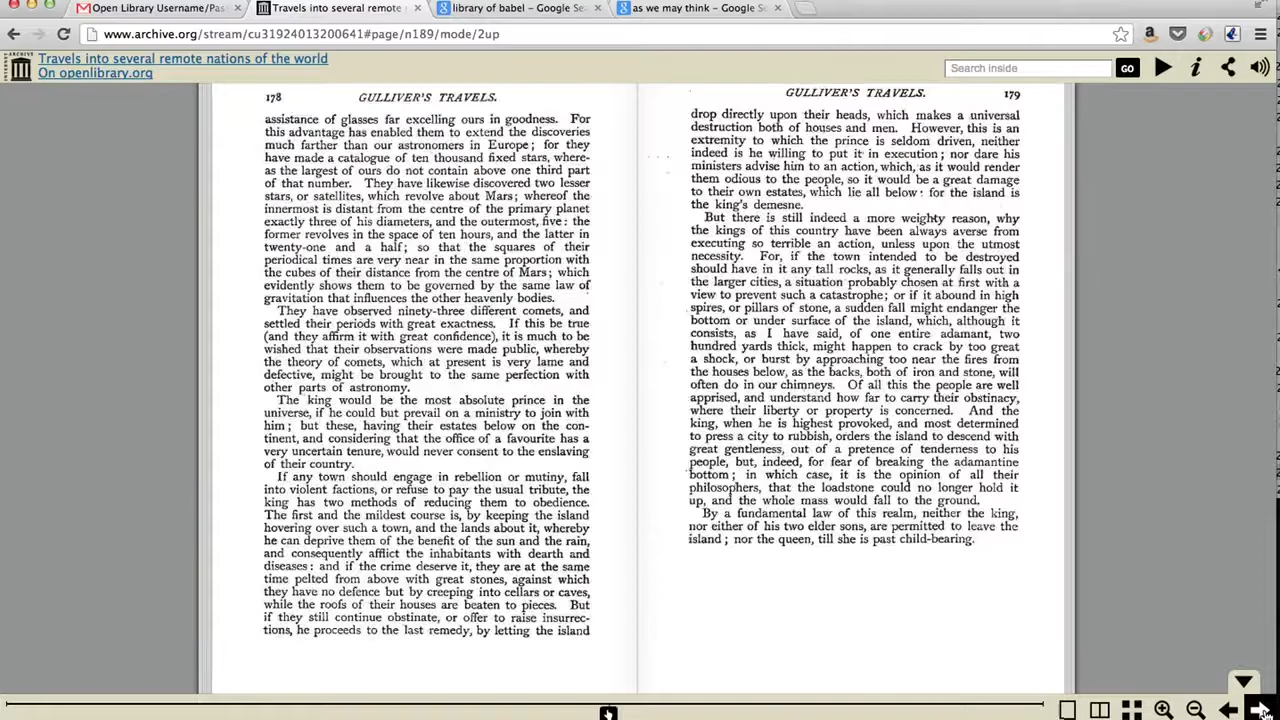 Open Library Username/Pas
Travels into several remote
library of babel – Google Se
as we may think – Google Se
www.archive.org/stream/cu31924013200641#page/n189/mode/2up
Travels into several remote nations of the world
On openlibrary.org
Search inside
GO
178 GULLIVER'S TRAVELS.
assistance of glasses far excelling ours in goodness. For
this advantage has enabled them to extend the discoveries
much farther than our astronomers in Europe; for they
have made a catalogue of ten thousand fixed stars, where-
as the largest of ours do not contain above one third part
of that number. They have likewise discovered two lesser
stars, or satellites, which revolve about Mars; whereof the
innermost is distant from the centre of the primary planet
exactly three of his diameters, and the outermost, five: the
former revolves in the space of ten hours, and the latter in
twenty-one and a half; so that the squares of their
periodical times are very near in the same proportion with
the cubes of their distance from the centre of Mars; which
evidently shows them to be governed by the same law of
gravitation that influences the other heavenly bodies.
They have observed ninety-three different comets, and
settled their periods with great exactness. If this be true
(and they affirm it with great confidence), it is much to be
wished that their observations were made public, whereby
the theory of comets, which at present is very lame and
defective, might be brought to the same perfection with
other parts of astronomy.
The king would be the most absolute prince in the
universe, if he could but prevail on a ministry to join with
him; but these, having their estates below on the con-
tinent, and considering that the office of a favourite has a
very uncertain tenure, would never consent to the enslaving
of their country.
If any town should engage in rebellion or mutiny, fall
into violent factions, or refuse to pay the usual tribute, the
king has two methods of reducing them to obedience.
The first and the mildest course is, by keeping the island
hovering over such a town, and the lands about it, whereby
he can deprive them of the benefit of the sun and the rain,
and consequently afflict the inhabitants with dearth and
diseases: and if the crime deserve it, they are at the same
time pelted from above with great stones, against which
they have no defence but by creeping into cellars or caves,
while the roofs of their houses are beaten to pieces. But
if they still continue obstinate, or offer to raise insurrec-
tions, he proceeds to the last remedy, by letting the island
GULLIVER'S TRAVELS. 179
drop directly upon their heads, which makes a universal
destruction both of houses and men. However, this is an
extremity to which the prince is seldom driven, neither
indeed is he willing to put it in execution; nor dare his
ministers advise him to an action, which, as it would render
them odious to the people, so it would be a great damage
to their own estates, which lie all below: for the island is
the king's demesne.
But there is still indeed a more weighty reason, why
the kings of this country have been always averse from
executing so terrible an action, unless upon the utmost
necessity. For, if the town intended to be destroyed
should have in it any tall rocks, as it generally falls out in
the larger cities, a situation probably chosen at first with a
view to prevent such a catastrophe; or if it abound in high
spires, or pillars of stone, a sudden fall might endanger the
bottom or under surface of the island, which, although it
consists, as I have said, of one entire adamant, two
hundred yards thick, might happen to crack by too great
a shock, or burst by approaching too near the fires from
the houses below, as the backs, both of iron and stone, will
often do in our chimneys. Of all this the people are well
apprised, and understand how far to carry their obstinacy,
where their liberty or property is concerned. And the
king, when he is highest provoked, and most determined
to press a city to rubbish, orders the island to descend with
great gentleness, out of a pretence of tenderness to his
people, but, indeed, for fear of breaking the adamantine
bottom; in which case, it is the opinion of all their
philosophers, that the loadstone could no longer hold it
up, and the whole mass would fall to the ground.
By a fundamental law of this realm, neither the king,
nor either of his two elder sons, are permitted to leave the
island; nor the queen, till she is past child-bearing.